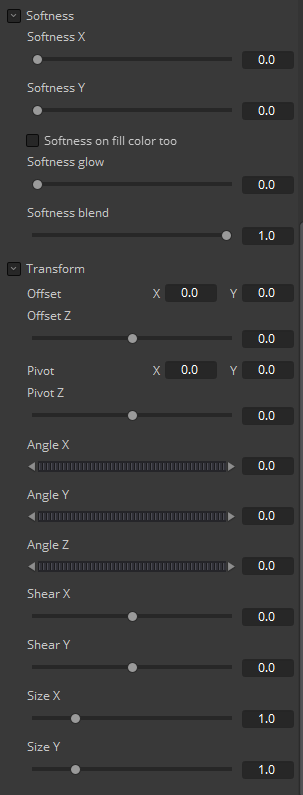 Softness
Softness X
0.0
Softness Y
0.0
Softness on fill color too
Softness glow
0.0
Softness blend
1.0
Transform
Offset X 0.0 Y 0.0
Offset Z
0.0
Pivot X 0.0 Y 0.0
Pivot Z
0.0
Angle X
0.0
Angle Y
0.0
Angle Z
0.0
Shear X
0.0
Shear Y
0.0
Size X
1.0
Size Y
1.0